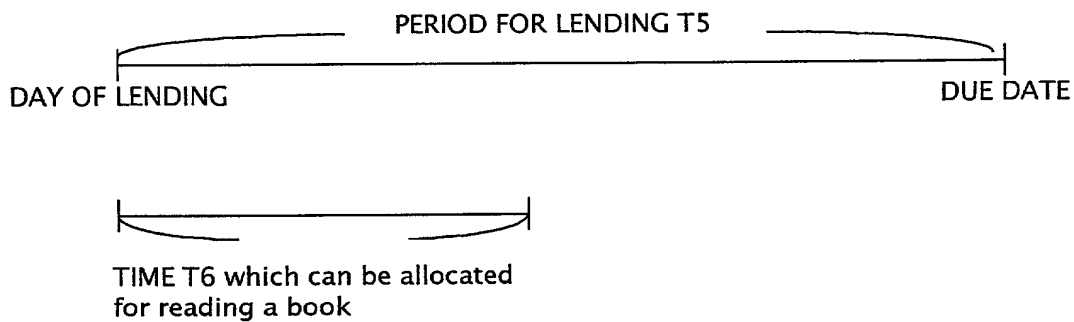 PERIOD FOR LENDING T5
DAY OF LENDING
DUE DATE
TIME T6 which can be allocated
for reading a book